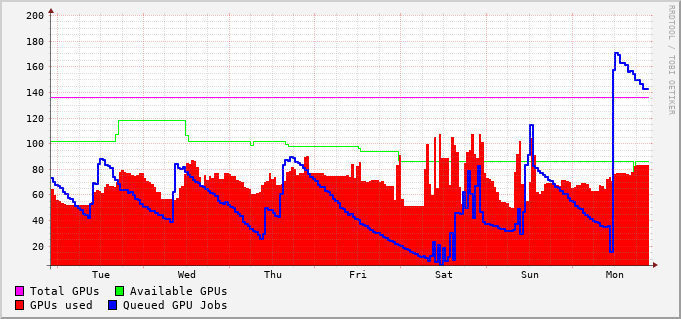 200
180
160
140
120
100
80
60
40
20
Tue Wed Thu Fri Sat Sun Mon
Total GPUs Available GPUs
GPUs used Queued GPU Jobs
RRDTOOL / TOBI OETIKER